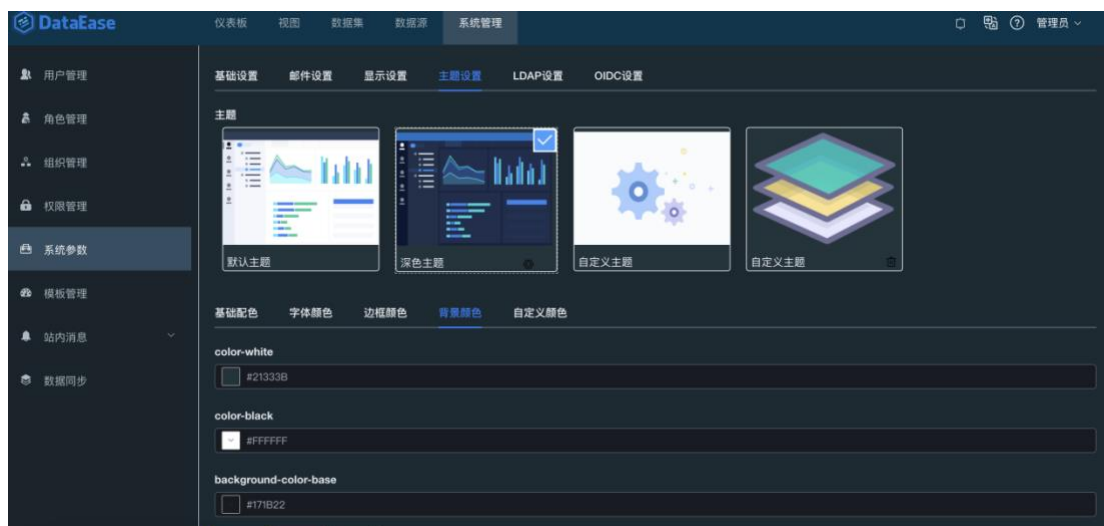 DataEase
仪表板 视图 数据集 数据源 系统管理
管理员
用户管理
角色管理
组织管理
权限管理
系统参数
模板管理
站内消息
数据同步
基础设置 邮件设置 显示设置 主题设置 LDAP设置 OIDC设置
主题
默认主题 深色主题 自定义主题 自定义主题
基础配色 字体颜色 边框颜色 背景颜色 自定义颜色
color-white
#21333B
color-black
#FFFFFF
background-color-base
#171B22